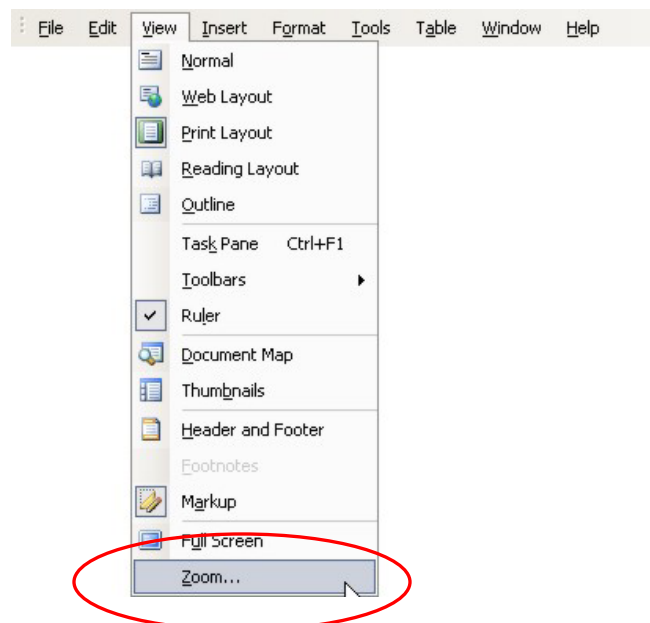 File Edit View Insert Format Tools Table Window Help
Normal
Web Layout
Print Layout
Reading Layout
Outline
Task Pane Ctrl+F1
Toolbars
Ruler
Document Map
Thumbnails
Header and Footer
Footnotes
Markup
Full Screen
Zoom...